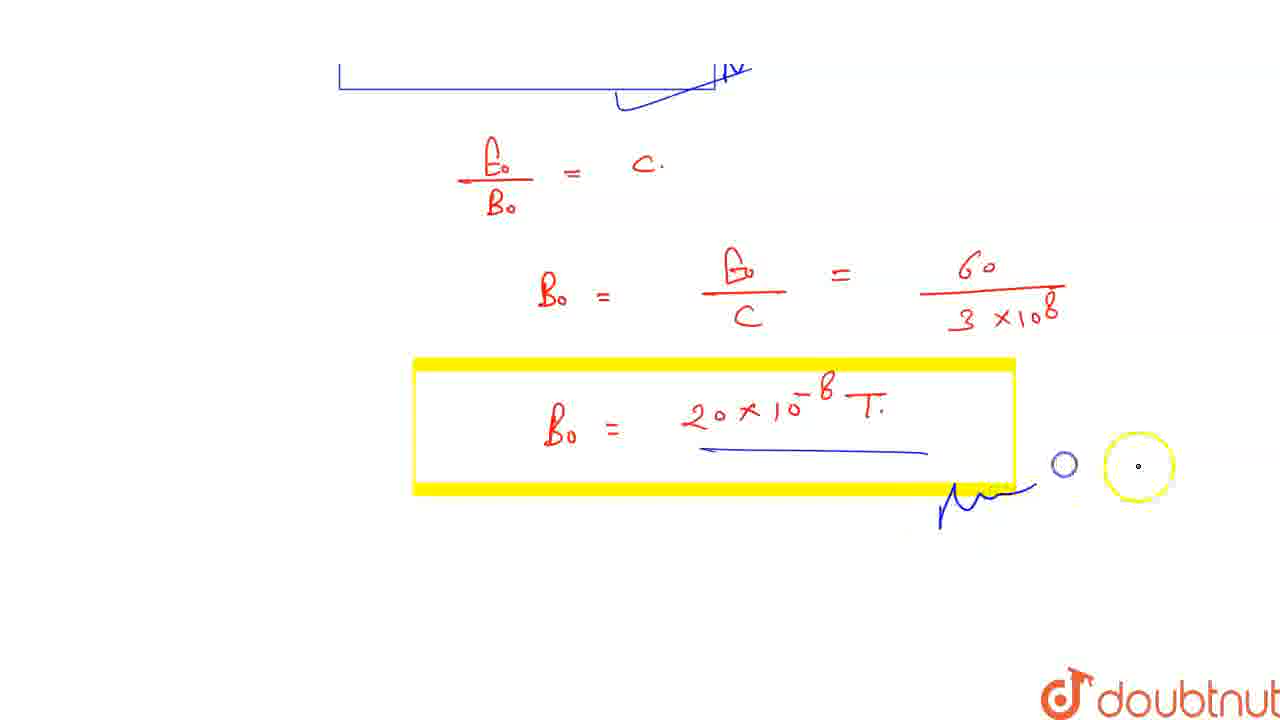 E₀/B₀ = C.
B₀ = E₀/C = 60/3 × 10⁸
B₀ = 20 × 10⁻⁸ T.
doubtnut